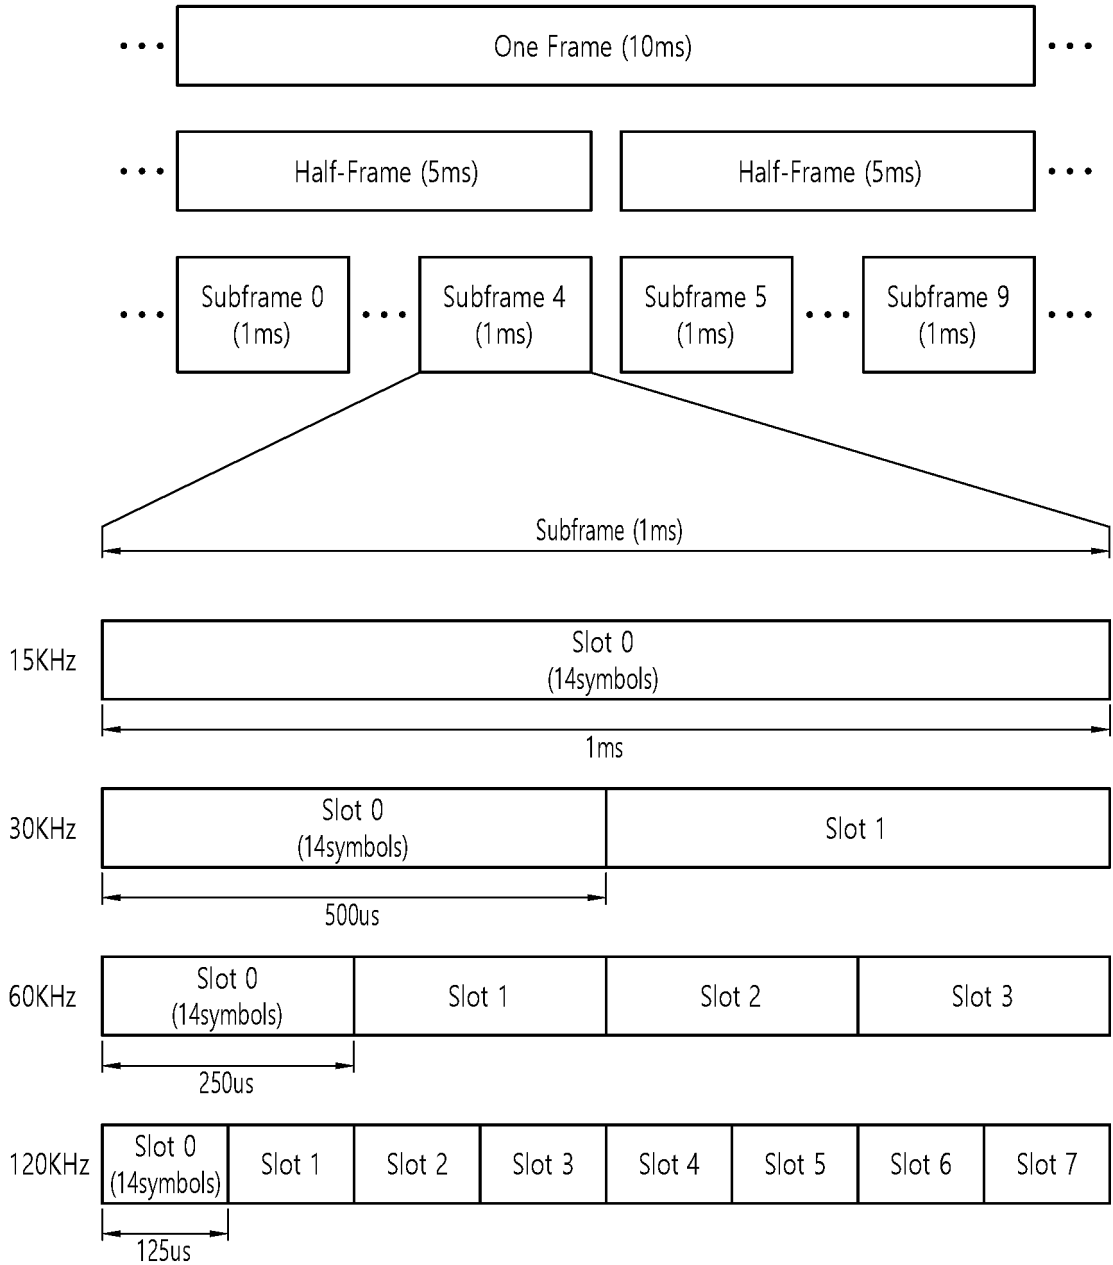 One Frame (10ms)
Half-Frame (5ms)
Half-Frame (5ms)
Subframe 0
(1ms)
Subframe 4
(1ms)
Subframe 5
(1ms)
Subframe 9
(1ms)
Subframe (1ms)
15KHz
Slot 0
(14symbols)
1ms
30KHz
Slot 0
(14symbols)
Slot 1
500us
60KHz
Slot 0
(14symbols)
Slot 1
Slot 2
Slot 3
250us
120KHz
Slot 0
(14symbols)
Slot 1
Slot 2
Slot 3
Slot 4
Slot 5
Slot 6
Slot 7
125us